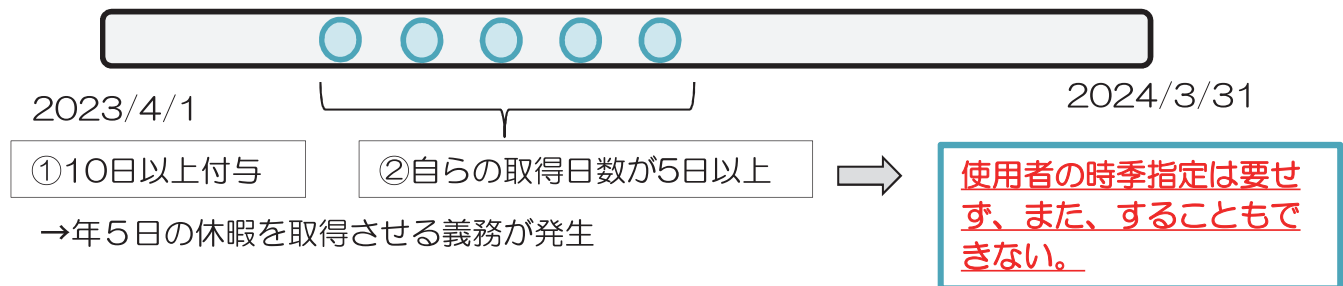 2023/4/1
2024/3/31
①10日以上付与
②自らの取得日数が5日以上
→年５日の休暇を取得させる義務が発生
使用者の時季指定は要せ
ず、また、することもで
きない。